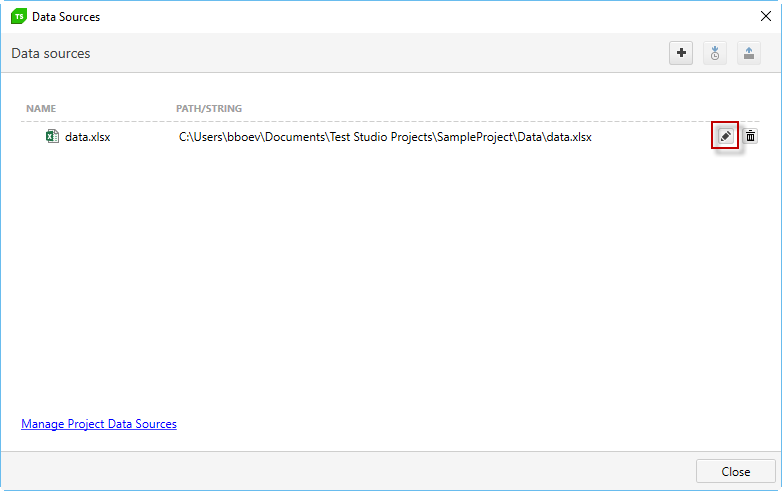 TS Data Sources
Data sources
NAME PATH/STRING
data.xlsx C:\Users\bboev\Documents\Test Studio Projects\SampleProject\Data\data.xlsx
Manage Project Data Sources
Close